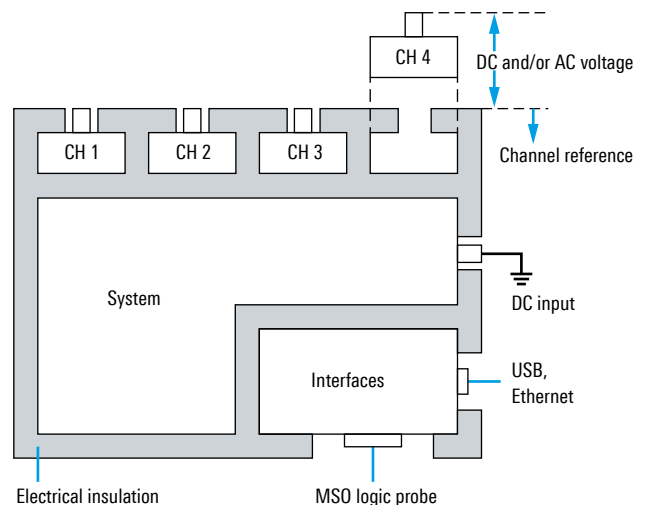 CH 4
DC and/or AC voltage
CH 1
CH 2
CH 3
Channel reference
System
DC input
Interfaces
USB,
Ethernet
Electrical insulation
MSO logic probe